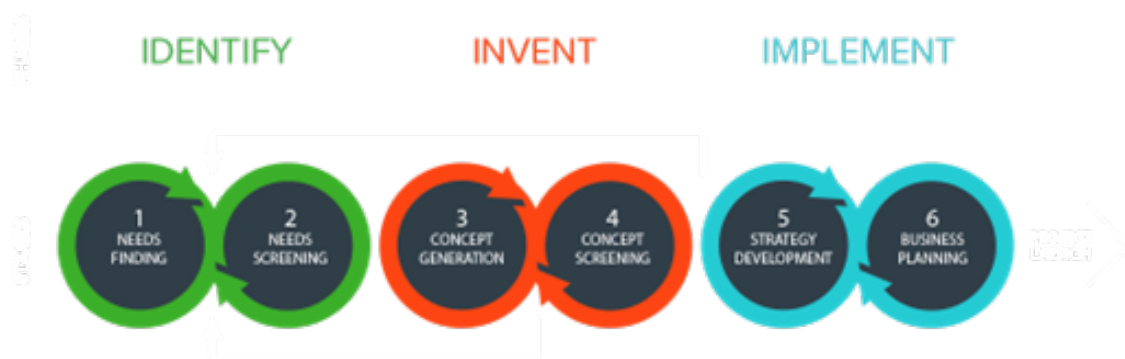 IDENTIFY
INVENT
IMPLEMENT
1
NEEDS
FINDING
2
NEEDS
SCREENING
3
CONCEPT
GENERATION
4
CONCEPT
SCREENING
5
STRATEGY
DEVELOPMENT
6
BUSINESS
PLANNING